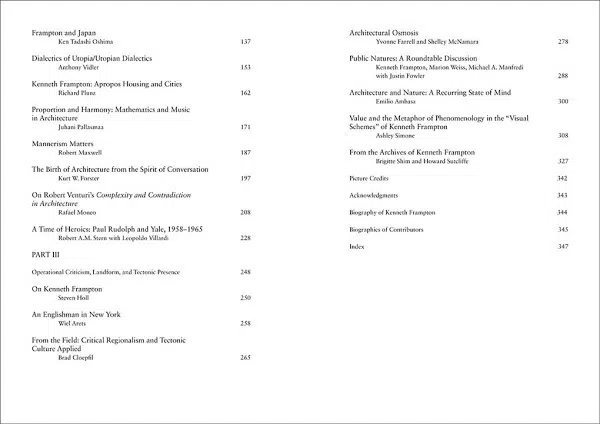 Frampton and Japan
Ken Tadashi Oshima 137
Dialectics of Utopia/Utopian Dialectics
Anthony Vidler 153
Kenneth Frampton: Apropos Housing and Cities
Richard Plunz 162
Proportion and Harmony: Mathematics and Music
in Architecture
Juhani Pallasmaa 171
Mannerism Matters
Robert Maxwell 187
The Birth of Architecture from the Spirit of Conversation
Kurt W. Forster 197
On Robert Venturi's Complexity and Contradiction
in Architecture
Rafael Moneo 208
A Time of Heroics: Paul Rudolph and Yale, 1958–1965
Robert A.M. Stern with Leopoldo Villardi 228
PART III
Operational Criticism, Landform, and Tectonic Presence 248
On Kenneth Frampton
Steven Holl 250
An Englishman in New York
Wiel Arets 258
From the Field: Critical Regionalism and Tectonic
Culture Applied
Brad Cloepfil 265
Architectural Osmosis
Yvonne Farrell and Shelley McNamara 278
Public Natures: A Roundtable Discussion
Kenneth Frampton, Marion Weiss, Michael A. Manfredi
with Justin Fowler 288
Architecture and Nature: A Recurring State of Mind
Emilio Ambasz 300
Value and the Metaphor of Phenomenology in the "Visual
Schemes" of Kenneth Frampton
Ashley Simone 308
From the Archives of Kenneth Frampton
Brigitte Shim and Howard Sutcliffe 327
Picture Credits 342
Acknowledgments 343
Biography of Kenneth Frampton 344
Biographies of Contributors 345
Index 347